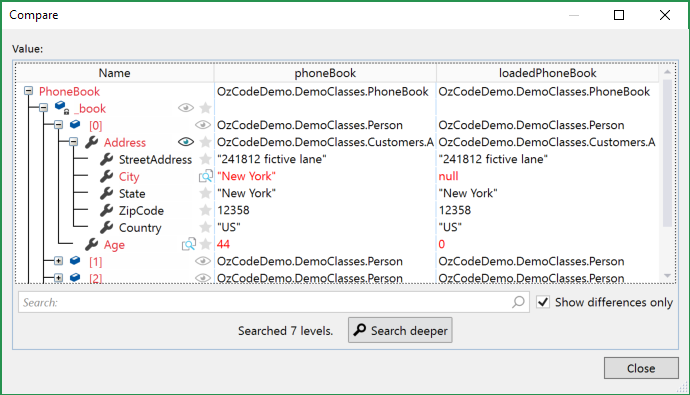 Compare
Value:
Name phoneBook loadedPhoneBook
PhoneBook OzCodeDemo.DemoClasses.PhoneBook OzCodeDemo.DemoClasses.PhoneBook
_book
[0] OzCodeDemo.DemoClasses.Person OzCodeDemo.DemoClasses.Person
Address OzCodeDemo.DemoClasses.Customers.A OzCodeDemo.DemoClasses.Customers.A
StreetAddress "241812 fictive lane" "241812 fictive lane"
City "New York" null
State "New York" "New York"
ZipCode 12358 12358
Country "US" "US"
Age 44 0
[1] OzCodeDemo.DemoClasses.Person OzCodeDemo.DemoClasses.Person
[2] OzCodeDemo.DemoClasses.Person OzCodeDemo.DemoClasses.Person
Search: Show differences only
Searched 7 levels. Search deeper
Close